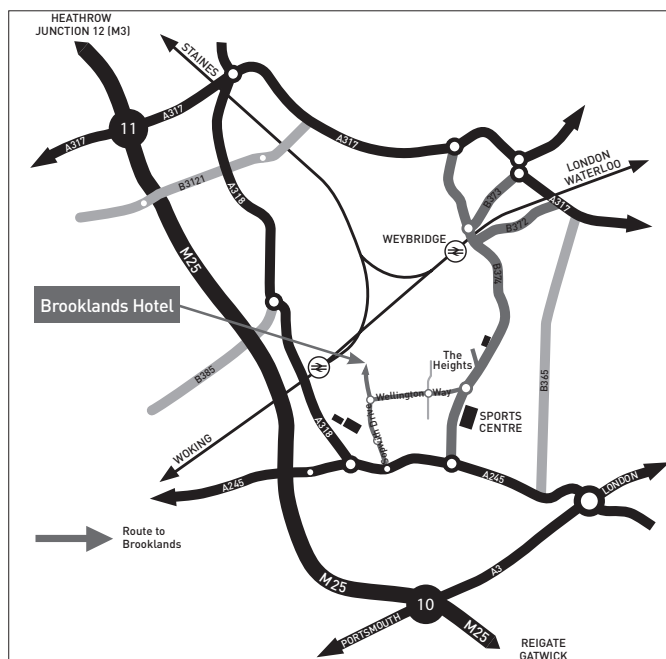 HEATHROW
JUNCTION 12 (M3)
STAINES
A317
11
A317
A317
LONDON
WATERLOO
B3121
A318
B373
A317
B372
WEYBRIDGE
M25
B374
Brooklands Hotel
The
Heights
B365
B385
Wellington Way
Sopwith Drive
SPORTS
CENTRE
A318
WOKING
A245
A245
LONDON
Route to
Brooklands
A3
M25
10
PORTSMOUTH
M25
REIGATE
GATWICK